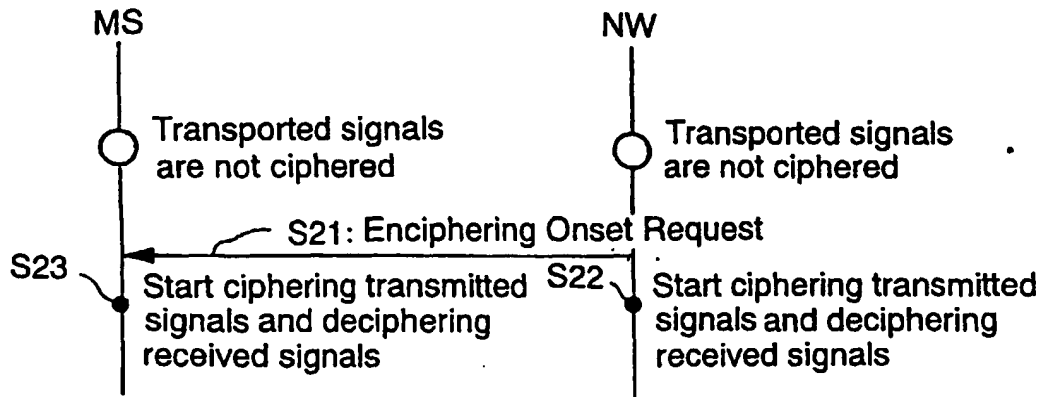 MS
NW
Transported signals
are not ciphered
Transported signals
are not ciphered
S21: Enciphering Onset Request
S23
Start ciphering transmitted
signals and deciphering
received signals
S22
Start ciphering transmitted
signals and deciphering
received signals